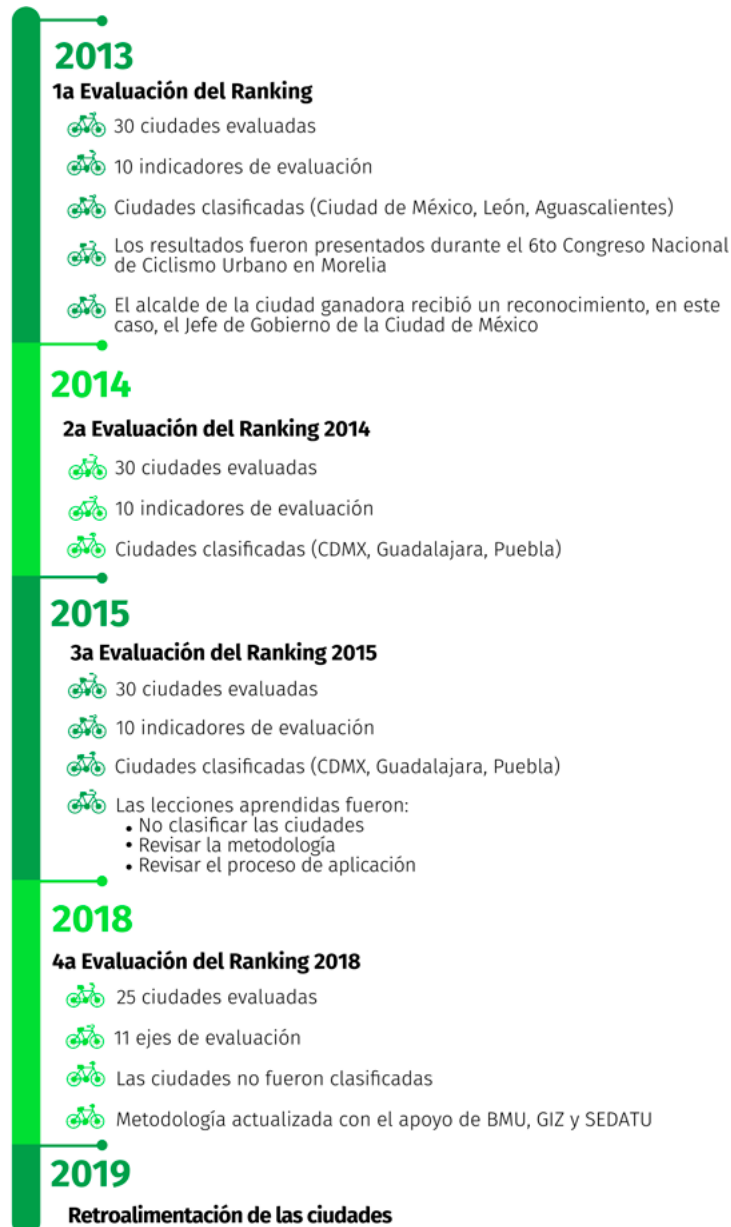 2013
1a Evaluación del Ranking
30 ciudades evaluadas
10 indicadores de evaluación
Ciudades clasificadas (Ciudad de México, León, Aguascalientes)
Los resultados fueron presentados durante el 6to Congreso Nacional
de Ciclismo Urbano en Morelia
El alcalde de la ciudad ganadora recibió un reconocimiento, en este
caso, el Jefe de Gobierno de la Ciudad de México
2014
2a Evaluación del Ranking 2014
30 ciudades evaluadas
10 indicadores de evaluación
Ciudades clasificadas (CDMX, Guadalajara, Puebla)
2015
3a Evaluación del Ranking 2015
30 ciudades evaluadas
10 indicadores de evaluación
Ciudades clasificadas (CDMX, Guadalajara, Puebla)
Las lecciones aprendidas fueron:
• No clasificar las ciudades
• Revisar la metodología
• Revisar el proceso de aplicación
2018
4a Evaluación del Ranking 2018
25 ciudades evaluadas
11 ejes de evaluación
Las ciudades no fueron clasificadas
Metodología actualizada con el apoyo de BMU, GIZ y SEDATU
2019
Retroalimentación de las ciudades